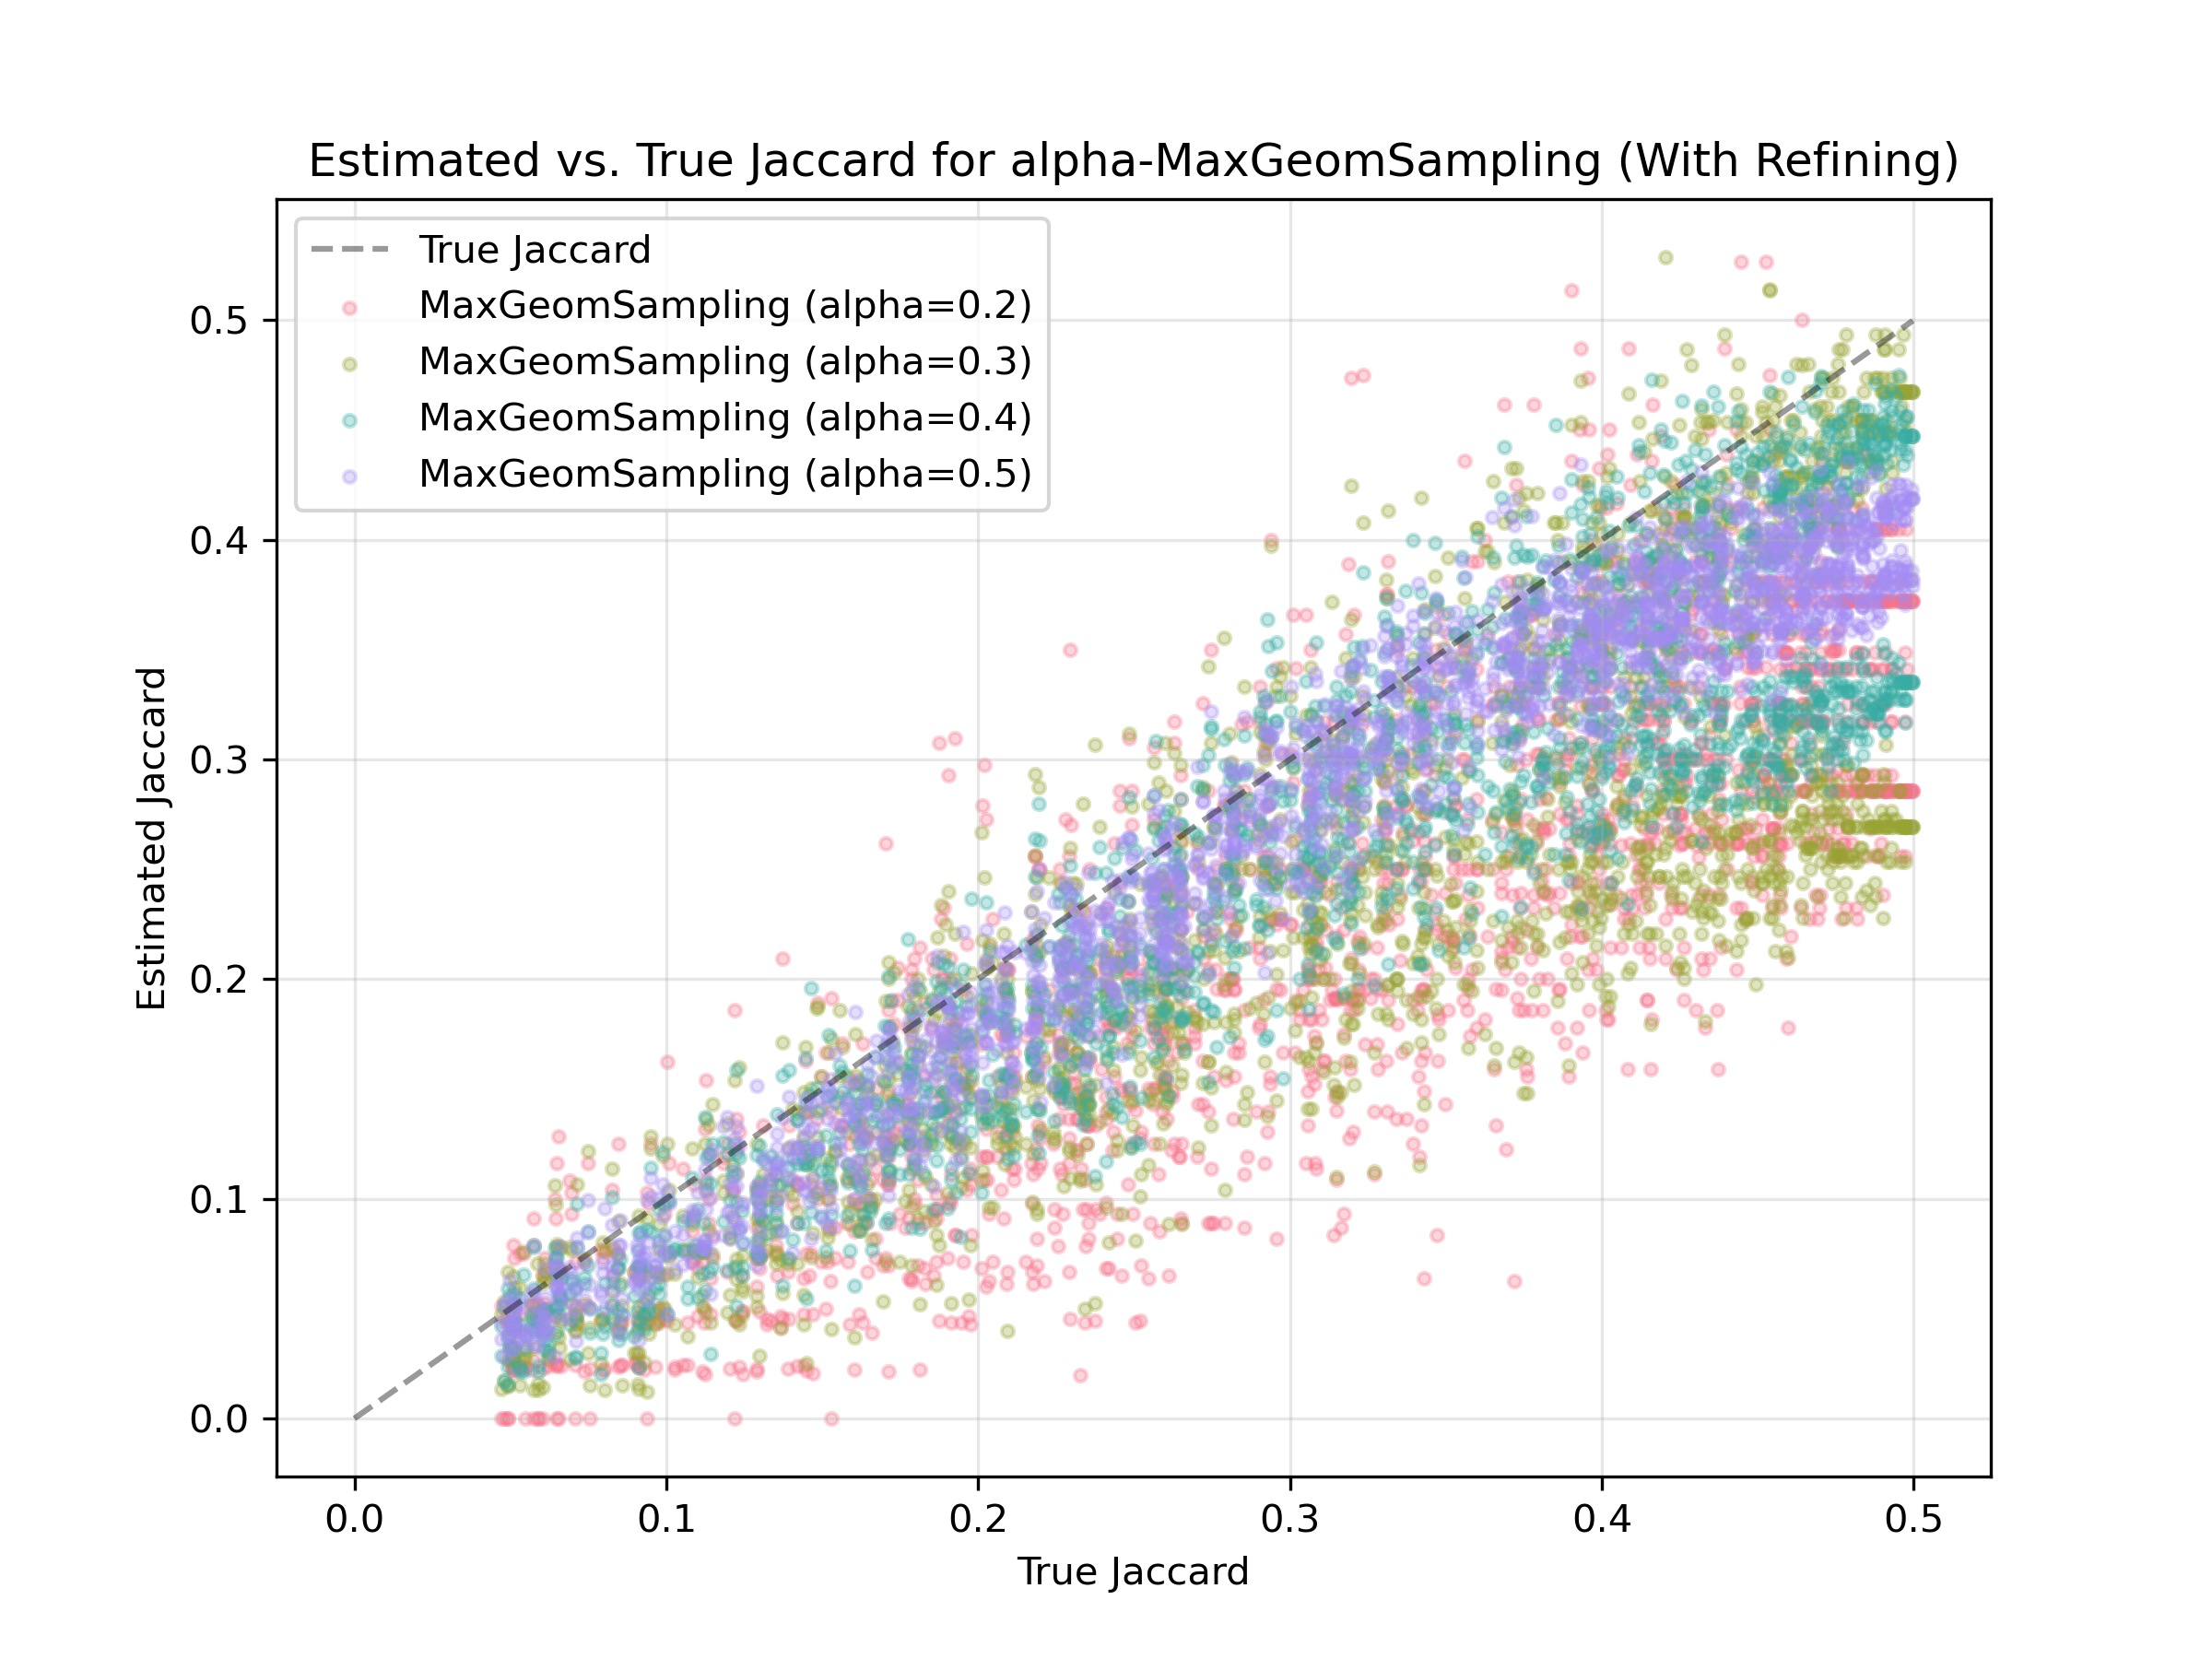 Estimated vs. True Jaccard for alpha-MaxGeomSampling (With Refining)
True Jaccard
MaxGeomSampling (alpha=0.2)
MaxGeomSampling (alpha=0.3)
MaxGeomSampling (alpha=0.4)
MaxGeomSampling (alpha=0.5)
Estimated Jaccard
0.5
0.4
0.3
0.2
0.1
0.0
0.0 0.1 0.2 0.3 0.4 0.5
True Jaccard